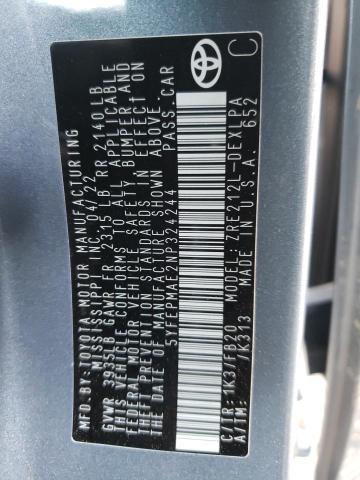 MFD.BY:TOYOTA MOTOR MANUFACTURING
MISSISSIPPI, INC. 04/22
GVWR 3935LB GAWR FR 2315 LB RR 2140LB
THIS VEHICLE CONFORMS TO ALL APPLICABLE
FEDERAL MOTOR VEHICLE SAFETY BUMPER AND
THEFT PREVENTION STANDARDS IN EFFECT ON
THE DATE OF MANUFACTURE SHOWN ABOVE.
5YFEPMAE2NP324244 PASS.CAR
C/TR:1K3/FB20 MODEL:ZRE212L-DEXLPA
A/TM: /K313 MADE IN U.S.A. 652
TOYOTA
C